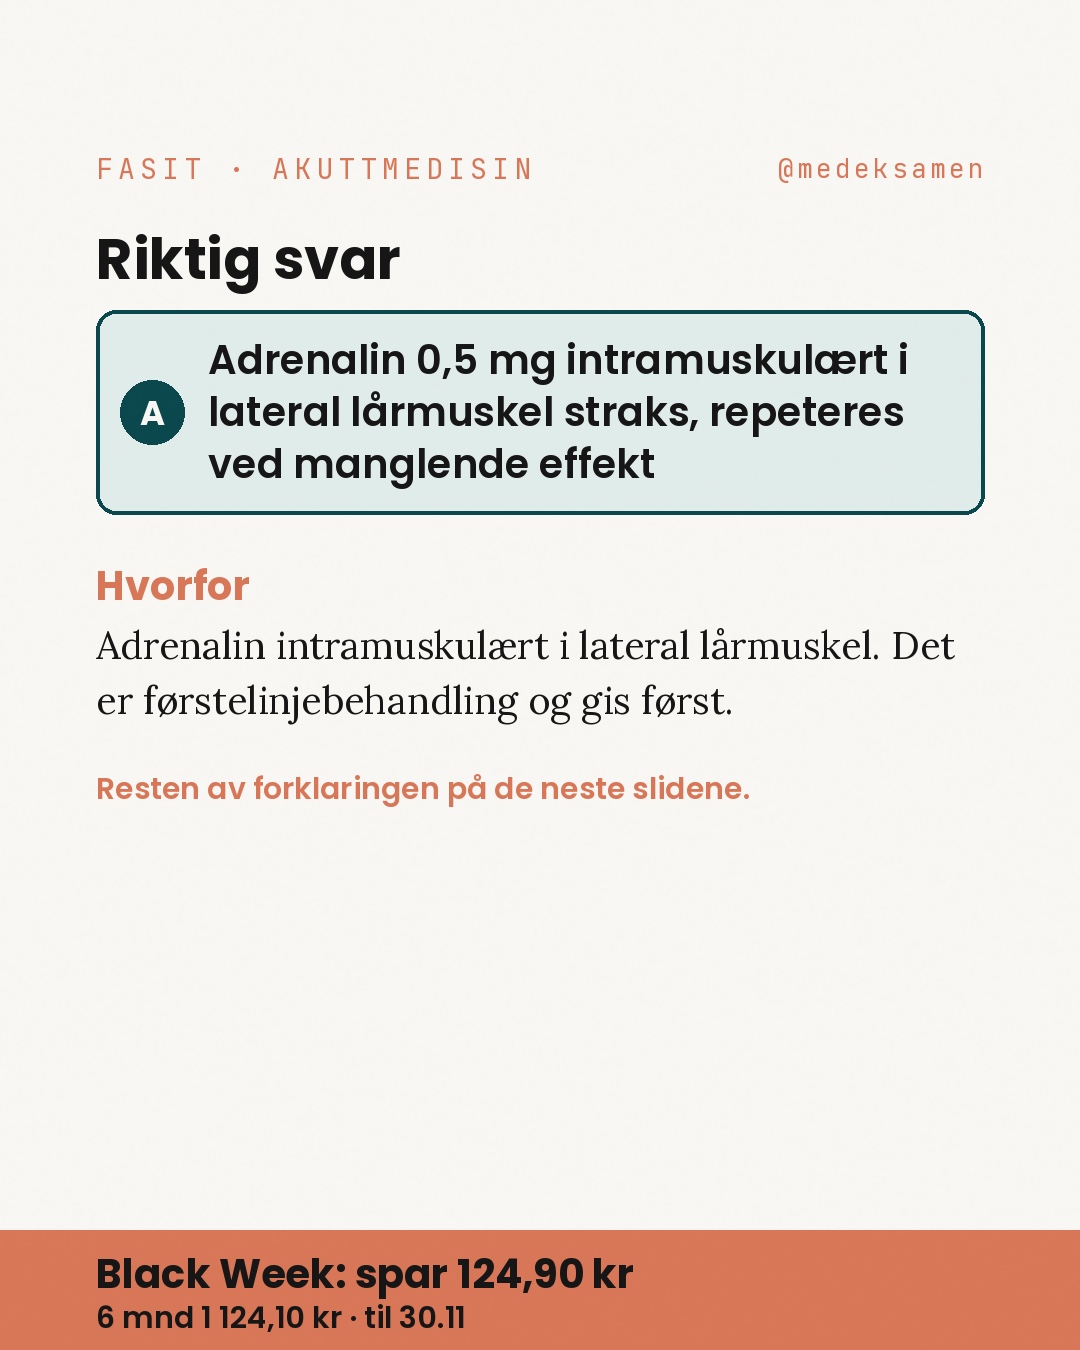 FASIT · AKUTTMEDISIN
@medeksamen
Riktig svar
A
Adrenalin 0,5 mg intramuskulært i
lateral lårmuskel straks, repeteres
ved manglende effekt
Hvorfor
Adrenalin intramuskulært i lateral lårmuskel. Det
er førstelinjebehandling og gis først.
Resten av forklaringen på de neste slidene.
Black Week: spar 124,90 kr
6 mnd 1 124,10 kr · til 30.11